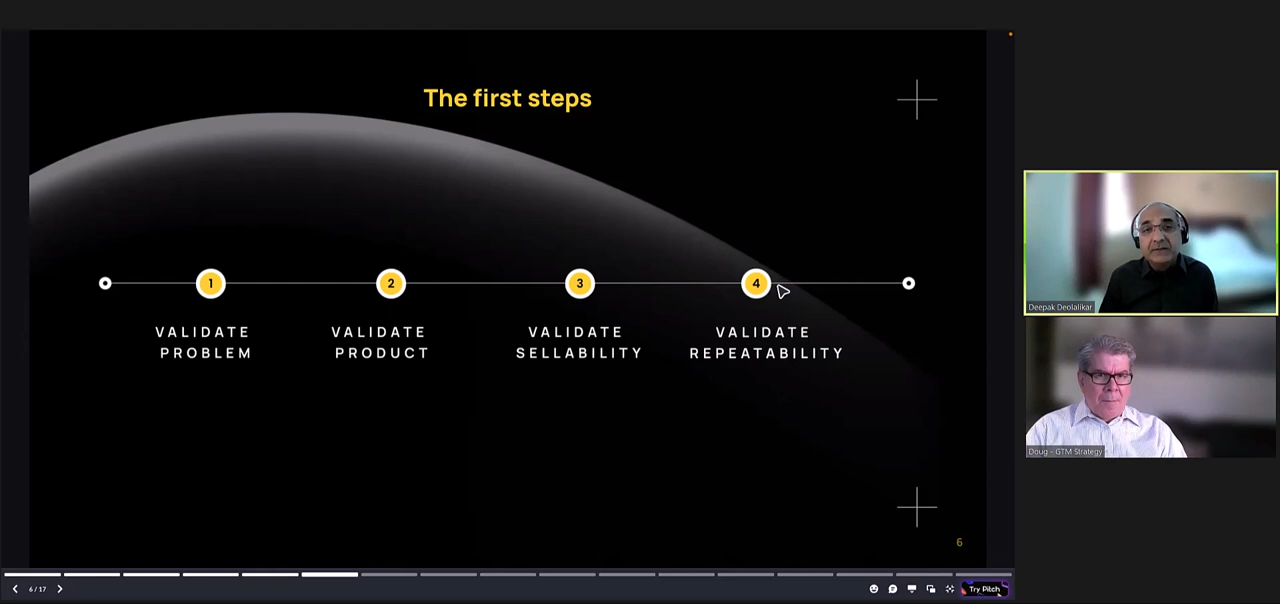 The first steps
1
2
3
4
VALIDATE
PROBLEM
VALIDATE
PRODUCT
VALIDATE
SELLABILITY
VALIDATE
REPEATABILITY
6
Deepak Deolalikar
Doug - GTM Strategy
6 / 17
Try Pitch